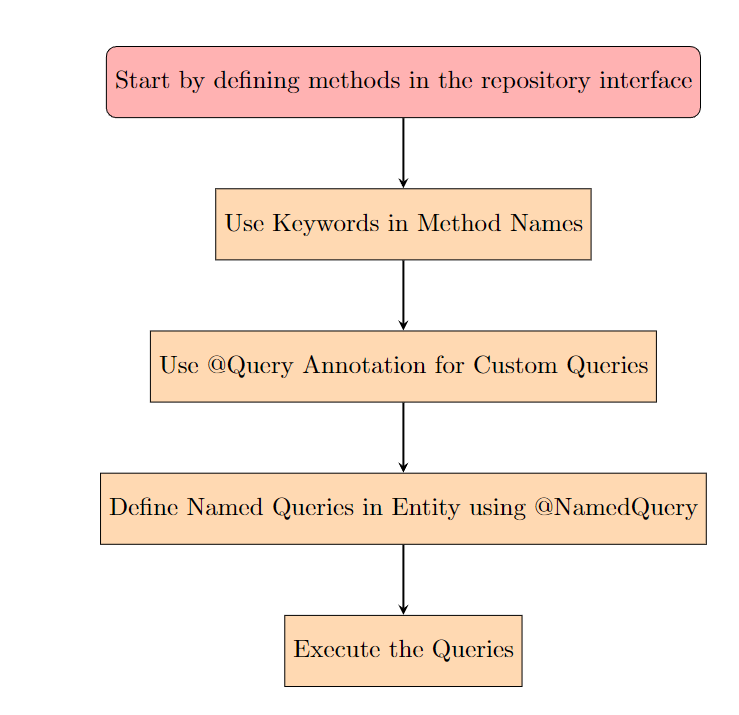 Start by defining methods in the repository interface
Use Keywords in Method Names
Use @Query Annotation for Custom Queries
Define Named Queries in Entity using @NamedQuery
Execute the Queries